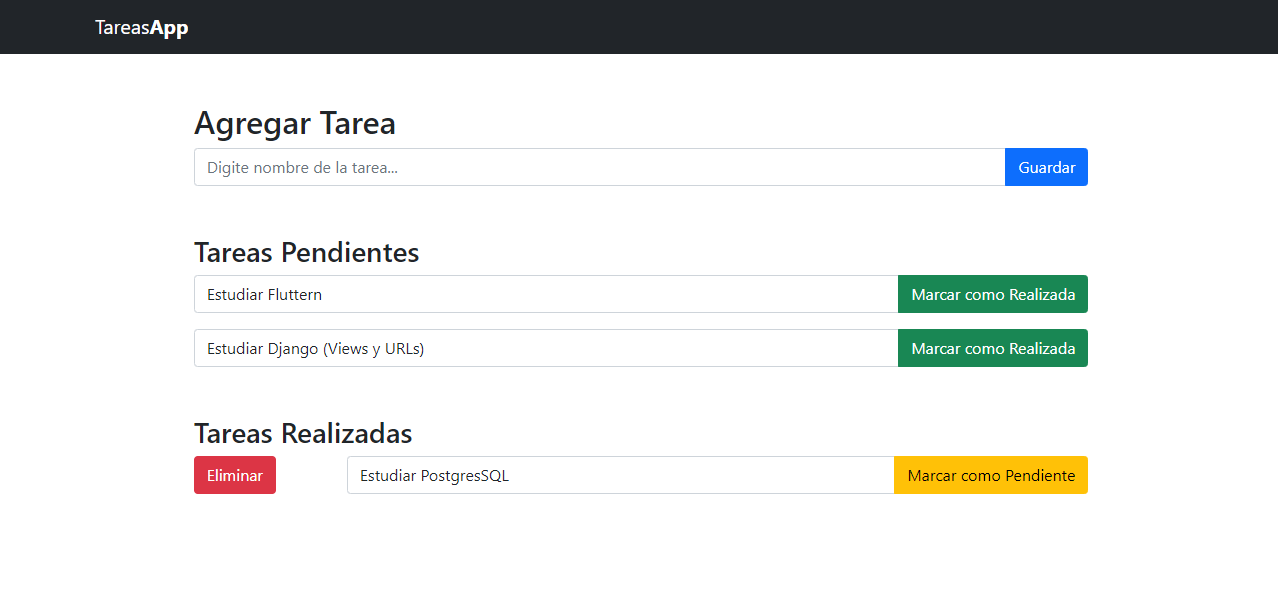 TareasApp
Agregar Tarea
Digite nombre de la tarea... Guardar
Tareas Pendientes
Estudiar Fluttern Marcar como Realizada
Estudiar Django (Views y URLs) Marcar como Realizada
Tareas Realizadas
Eliminar Estudiar PostgresSQL Marcar como Pendiente